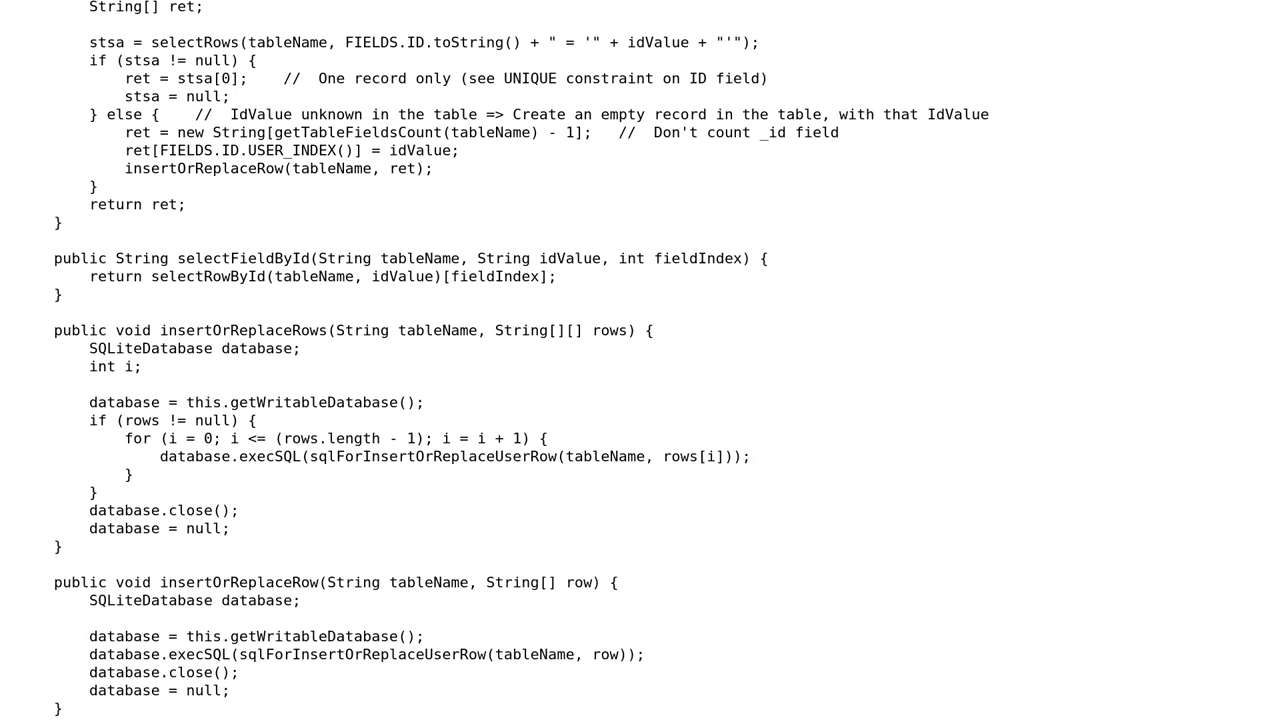 String[] ret;
stsa = selectRows(tableName, FIELDS.ID.toString() + " = '" + idValue + "'");
if (stsa != null) {
ret = stsa[0];    //  One record only (see UNIQUE constraint on ID field)
stsa = null;
} else {    //  IdValue unknown in the table => Create an empty record in the table, with that IdValue
ret = new String[getTableFieldsCount(tableName) - 1];   //  Don't count _id field
ret[FIELDS.ID.USER_INDEX()] = idValue;
insertOrReplaceRow(tableName, ret);
}
return ret;
}
public String selectFieldById(String tableName, String idValue, int fieldIndex) {
return selectRowById(tableName, idValue)[fieldIndex];
}
public void insertOrReplaceRows(String tableName, String[][] rows) {
SQLiteDatabase database;
int i;
database = this.getWritableDatabase();
if (rows != null) {
for (i = 0; i <= (rows.length - 1); i = i + 1) {
database.execSQL(sqlForInsertOrReplaceUserRow(tableName, rows[i]));
}
}
database.close();
database = null;
}
public void insertOrReplaceRow(String tableName, String[] row) {
SQLiteDatabase database;
database = this.getWritableDatabase();
database.execSQL(sqlForInsertOrReplaceUserRow(tableName, row));
database.close();
database = null;
}